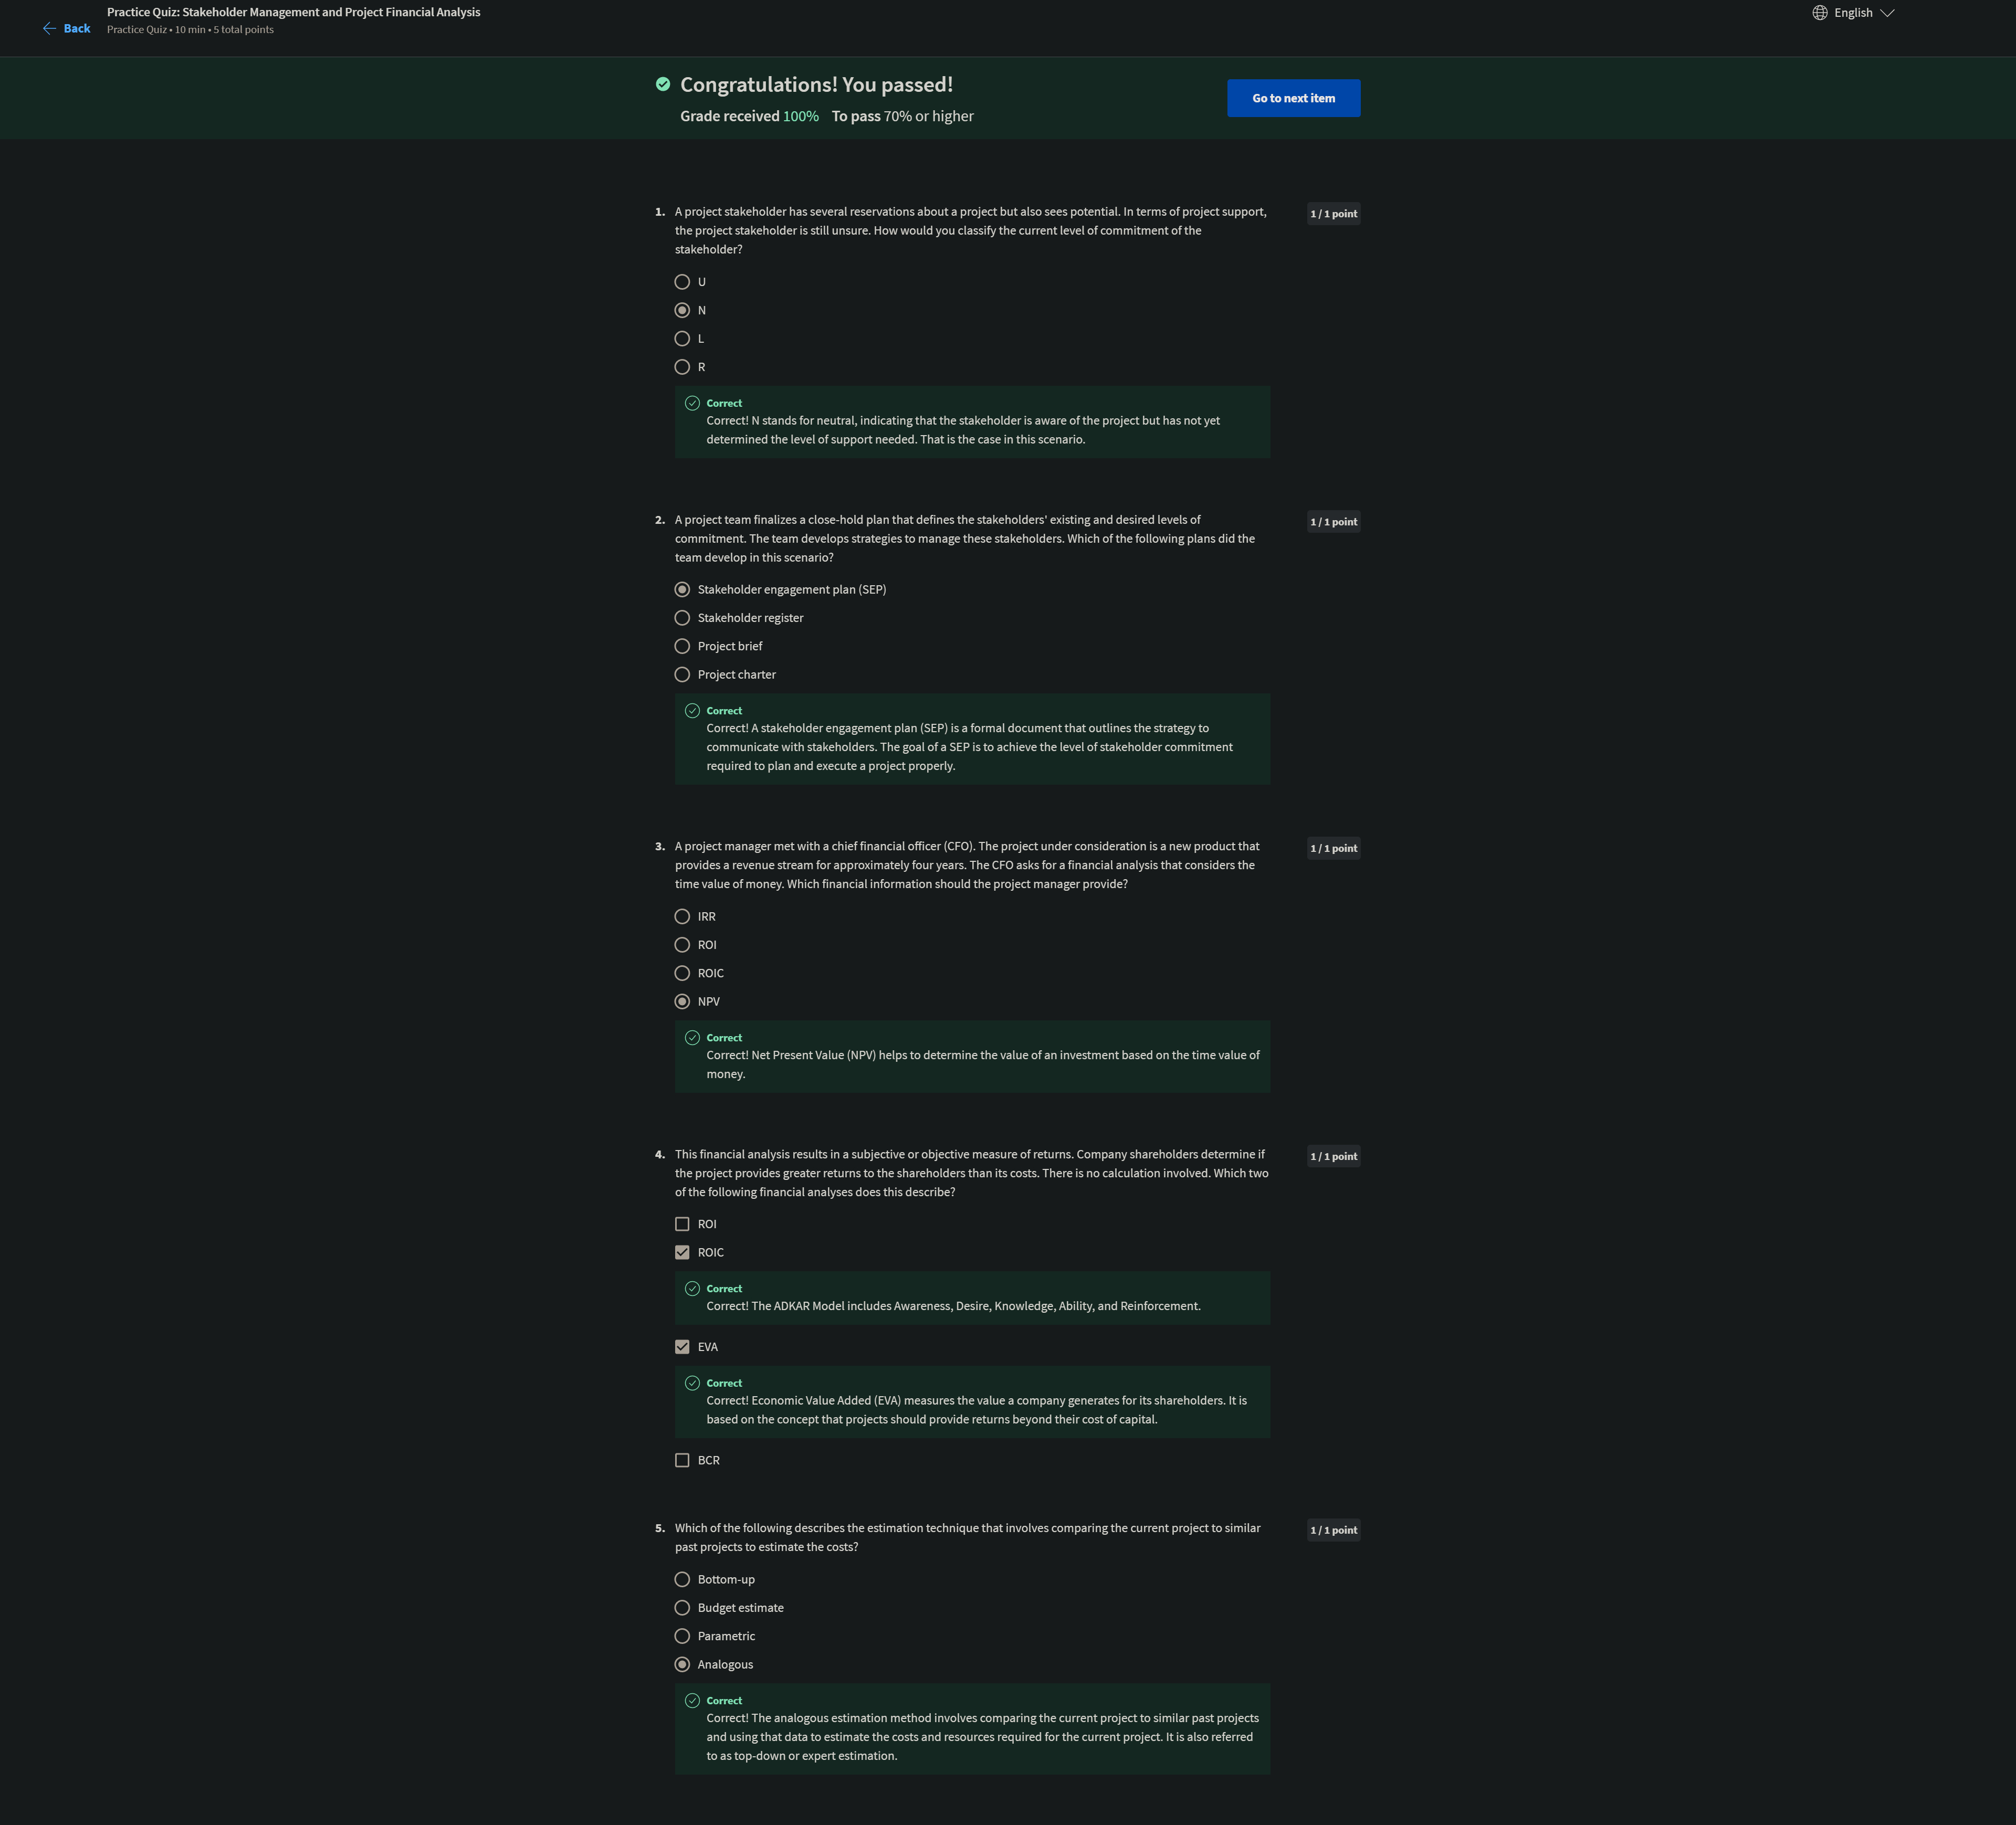 Back
Practice Quiz: Stakeholder Management and Project Financial Analysis
Practice Quiz • 10 min • 5 total points
English
Congratulations! You passed!
Grade received 100% To pass 70% or higher
Go to next item
1. A project stakeholder has several reservations about a project but also sees potential. In terms of project support,
the project stakeholder is still unsure. How would you classify the current level of commitment of the
stakeholder?
1 / 1 point
U
N
L
R
Correct
Correct! N stands for neutral, indicating that the stakeholder is aware of the project but has not yet
determined the level of support needed. That is the case in this scenario.
2. A project team finalizes a close-hold plan that defines the stakeholders' existing and desired levels of
commitment. The team develops strategies to manage these stakeholders. Which of the following plans did the
team develop in this scenario?
1 / 1 point
Stakeholder engagement plan (SEP)
Stakeholder register
Project brief
Project charter
Correct
Correct! A stakeholder engagement plan (SEP) is a formal document that outlines the strategy to
communicate with stakeholders. The goal of a SEP is to achieve the level of stakeholder commitment
required to plan and execute a project properly.
3. A project manager met with a chief financial officer (CFO). The project under consideration is a new product that
provides a revenue stream for approximately four years. The CFO asks for a financial analysis that considers the
time value of money. Which financial information should the project manager provide?
1 / 1 point
IRR
ROI
ROIC
NPV
Correct
Correct! Net Present Value (NPV) helps to determine the value of an investment based on the time value of
money.
4. This financial analysis results in a subjective or objective measure of returns. Company shareholders determine if
the project provides greater returns to the shareholders than its costs. There is no calculation involved. Which two
of the following financial analyses does this describe?
1 / 1 point
ROI
ROIC
Correct
Correct! The ADKAR Model includes Awareness, Desire, Knowledge, Ability, and Reinforcement.
EVA
Correct
Correct! Economic Value Added (EVA) measures the value a company generates for its shareholders. It is
based on the concept that projects should provide returns beyond their cost of capital.
BCR
5. Which of the following describes the estimation technique that involves comparing the current project to similar
past projects to estimate the costs?
1 / 1 point
Bottom-up
Budget estimate
Parametric
Analogous
Correct
Correct! The analogous estimation method involves comparing the current project to similar past projects
and using that data to estimate the costs and resources required for the current project. It is also referred
to as top-down or expert estimation.